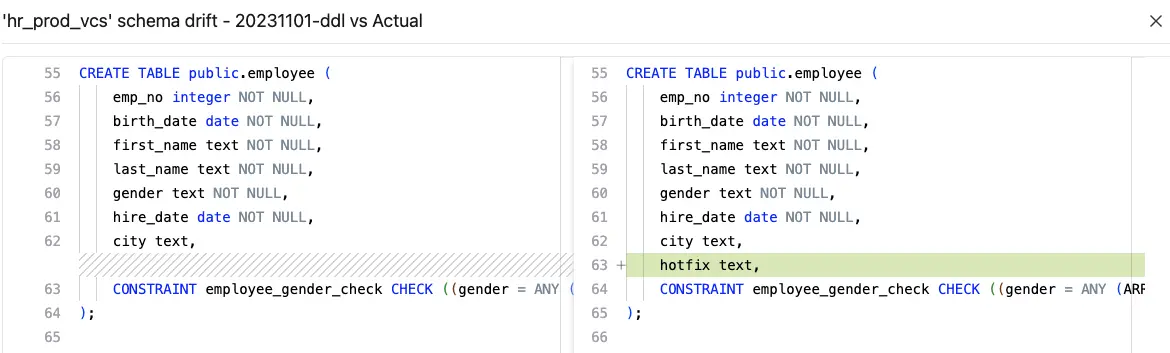 'hr_prod_vcs' schema drift - 20231101-ddl vs Actual
55 CREATE TABLE public.employee (
56 emp_no integer NOT NULL,
57 birth_date date NOT NULL,
58 first_name text NOT NULL,
59 last_name text NOT NULL,
60 gender text NOT NULL,
61 hire_date date NOT NULL,
62 city text,
63 CONSTRAINT employee_gender_check CHECK ((gender = ANY (
64 );
65
55 CREATE TABLE public.employee (
56 emp_no integer NOT NULL,
57 birth_date date NOT NULL,
58 first_name text NOT NULL,
59 last_name text NOT NULL,
60 gender text NOT NULL,
61 hire_date date NOT NULL,
62 city text,
63 + hotfix text,
64 CONSTRAINT employee_gender_check CHECK ((gender = ANY (ARR
65 );
66